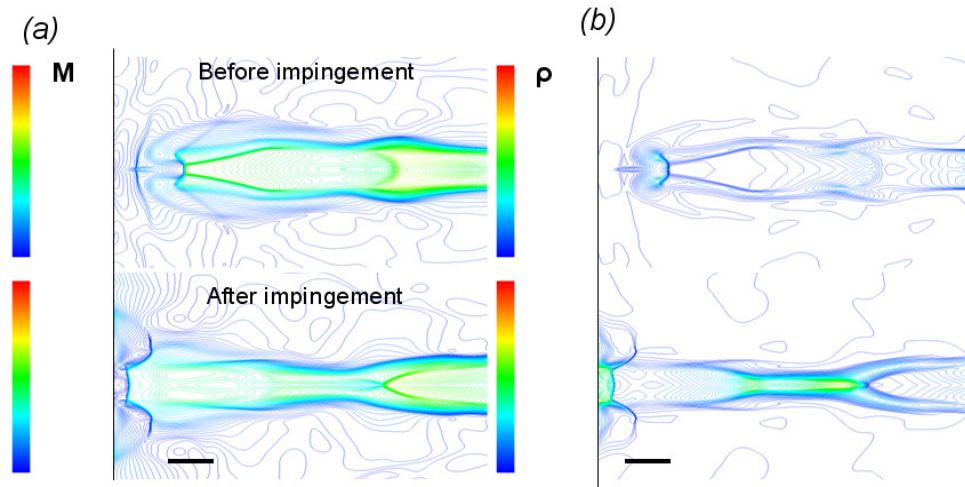 (a)
(b)
M
Before impingement
ρ
After impingement